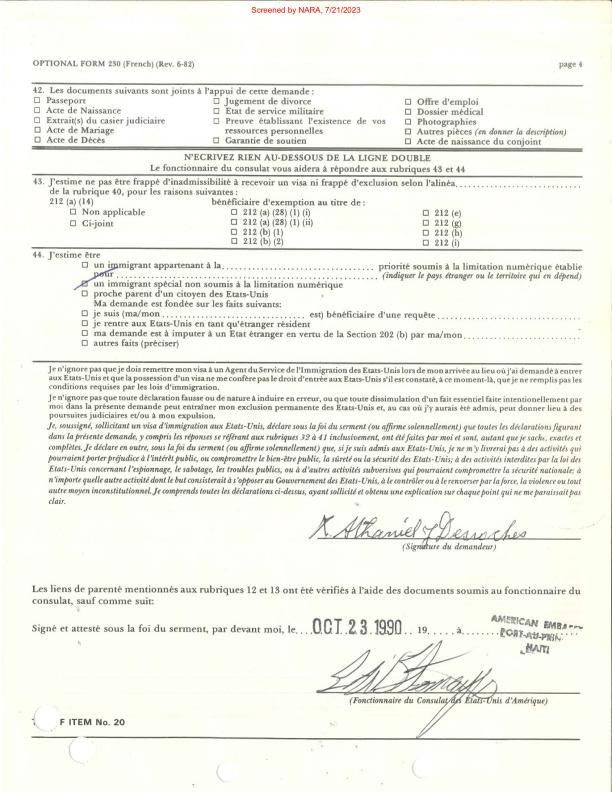 Screened by NARA, 7/21/2023
OPTIONAL FORM 230 (French) (Rev. 6-82) page 4
42. Les documents suivants sont joints à l'appui de cette demande :
☐ Passeport ☐ Jugement de divorce ☐ Offre d'emploi
☐ Acte de Naissance ☐ Etat de service militaire ☐ Dossier médical
☐ Extrait(s) du casier judiciaire ☐ Preuve établissant l'existence de vos ☐ Photographies
☐ Acte de Mariage ressources personnelles ☐ Autres pièces (en donner la description)
☐ Acte de Décès ☐ Garantie de soutien ☐ Acte de naissance du conjoint
N'ECRIVEZ RIEN AU-DESSOUS DE LA LIGNE DOUBLE
Le fonctionnaire du consulat vous aidera à répondre aux rubriques 43 et 44
43. J'estime ne pas être frappé d'inadmissibilité à recevoir un visa ni frappé d'exclusion selon l'alinéa
de la rubrique 40, pour les raisons suivantes :
212 (a) (14) bénéficiaire d'exemption au titre de :
☐ Non applicable ☐ 212 (a) (28) (1) (i) ☐ 212 (e)
☐ Ci-joint ☐ 212 (a) (28) (1) (ii) ☐ 212 (g)
☐ 212 (b) (1) ☐ 212 (h)
☐ 212 (b) (2) ☐ 212 (i)
44. J'estime être
☐ un immigrant appartenant à la ........ priorité soumis à la limitation numérique établie
pour ........ (indiquer le pays étranger ou le territoire qui en dépend)
☐ un immigrant spécial non soumis à la limitation numérique
☐ proche parent d'un citoyen des Etats-Unis
Ma demande est fondée sur les faits suivants:
☐ je suis (ma/mon ........ est) bénéficiaire d'une requête ........
☐ je rentre aux Etats-Unis en tant qu'étranger résident
☐ ma demande est à imputer à un Etat étranger en vertu de la Section 202 (b) par ma/mon ........
☐ autres faits (préciser)
Je n'ignore pas que je dois remettre mon visa à un Agent du Service de l'Immigration des Etats-Unis lors de mon arrivée au lieu où j'ai demandé à entrer
aux Etats-Unis et que la possession d'un visa ne me confère pas le droit d'entrée aux Etats-Unis s'il est constaté, à ce moment-là, que je ne remplis pas les
conditions requises par les lois d'immigration.
Je n'ignore pas que toute déclaration fausse ou de nature à induire en erreur, ou que toute dissimulation d'un fait essentiel faite intentionnellement par
moi dans la présente demande peut entraîner mon exclusion permanente des Etats-Unis et, au cas où j'y aurai été admis, peut donner lieu à des
poursuites judiciaires et/ou à mon expulsion.
Je, soussigné, sollicitant un visa d'immigration aux Etats-Unis, déclare sous la foi du serment (ou affirme solennellement) que toutes les déclarations figurant
dans la présente demande, y compris les réponses se référant aux rubriques 32 à 41 inclusivement, ont été faites par moi et sont, autant que je sache, exactes et
complètes. Je déclare en outre, sous la foi du serment (ou affirme solennellement) que, si je suis admis aux Etats-Unis, je ne m'y livrerai pas à des activités qui
pourraient porter préjudice à l'intérêt public, compromettre le bien-être public, la sûreté ou la sécurité des Etats-Unis; à des activités interdites par la loi des
Etats-Unis concernant l'espionnage, le sabotage, les troubles publics, ou à d'autres activités subversives qui pourraient compromettre la sécurité nationale; à
n'importe quelle autre activité dont le but consisterait à s'opposer au Gouvernement des Etats-Unis, à le contrôler ou à le renverser par la force, la violence ou tout
autre moyen inconstitutionnel. Je comprends toutes les déclarations ci-dessus, ayant sollicité et obtenu une explication sur chaque point qui ne me paraissait pas
clair.
Desroches
(Signature du demandeur)
Les liens de parenté mentionnés aux rubriques 12 et 13 ont été vérifiés à l'aide des documents soumis au fonctionnaire du
consulat, sauf comme suit:
AMERICAN EMBASSY
Signé et attesté sous la foi du serment, par devant moi, le.... OCT 23 1990 .. 19..... à........ PORT-AU-PRIN
HAITI
(Fonctionnaire du Consulat des Etats-Unis d'Amérique)
F ITEM No. 20